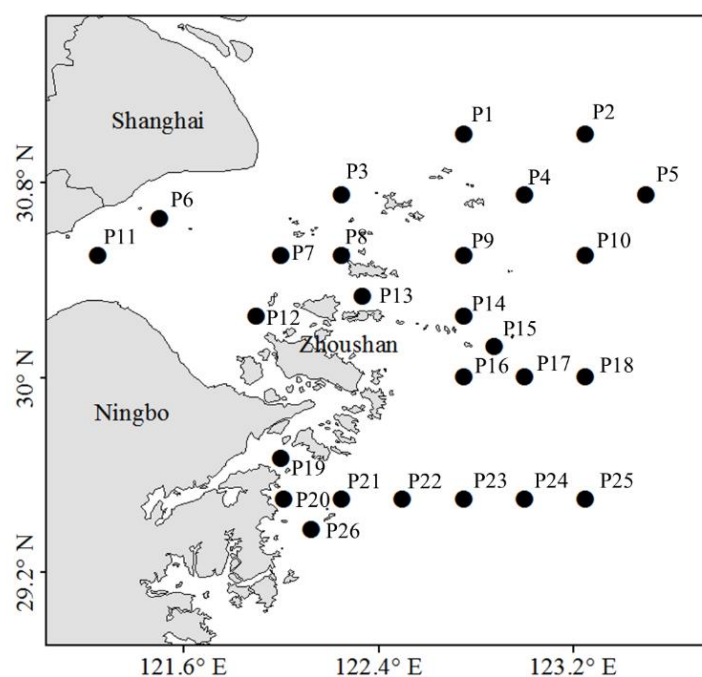 Shanghai
P1
P2
30.8° N
P3
P4
P5
P6
P11
P7
P8
P9
P10
P13
P12
P14
Zhoushan
P15
30° N
P16
P17
P18
Ningbo
P19
P20
P21
P22
P23
P24
P25
P26
29.2° N
121.6° E
122.4° E
123.2° E